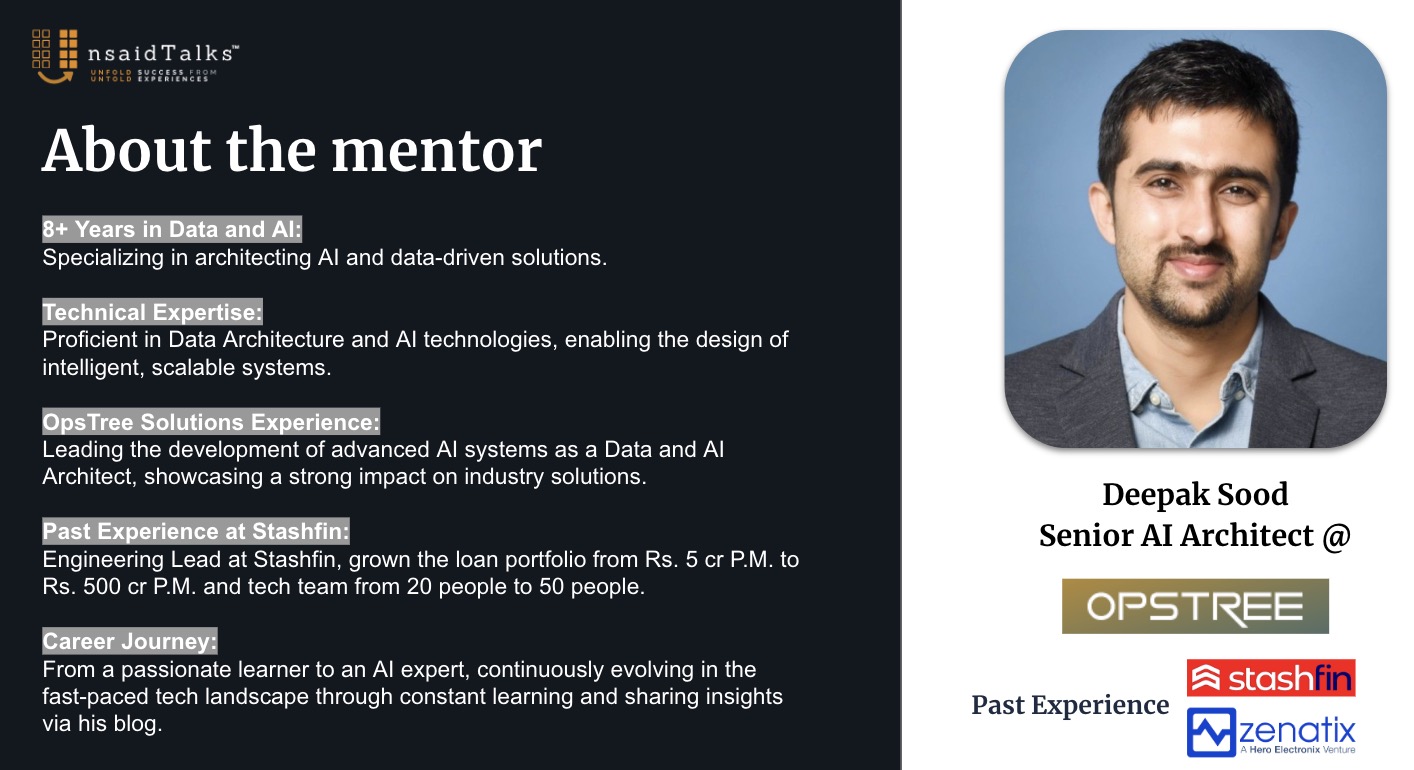 nsaidTalks™
UNFOLD SUCCESS FROM
UNTOLD EXPERIENCES
About the mentor
8+ Years in Data and AI:
Specializing in architecting AI and data-driven solutions.
Technical Expertise:
Proficient in Data Architecture and AI technologies, enabling the design of
intelligent, scalable systems.
OpsTree Solutions Experience:
Leading the development of advanced AI systems as a Data and AI
Architect, showcasing a strong impact on industry solutions.
Past Experience at Stashfin:
Engineering Lead at Stashfin, grown the loan portfolio from Rs. 5 cr P.M. to
Rs. 500 cr P.M. and tech team from 20 people to 50 people.
Career Journey:
From a passionate learner to an AI expert, continuously evolving in the
fast-paced tech landscape through constant learning and sharing insights
via his blog.
Deepak Sood
Senior AI Architect @
OPSTREE
Past Experience
stashfin
zenatix
A Hero Electronix Venture